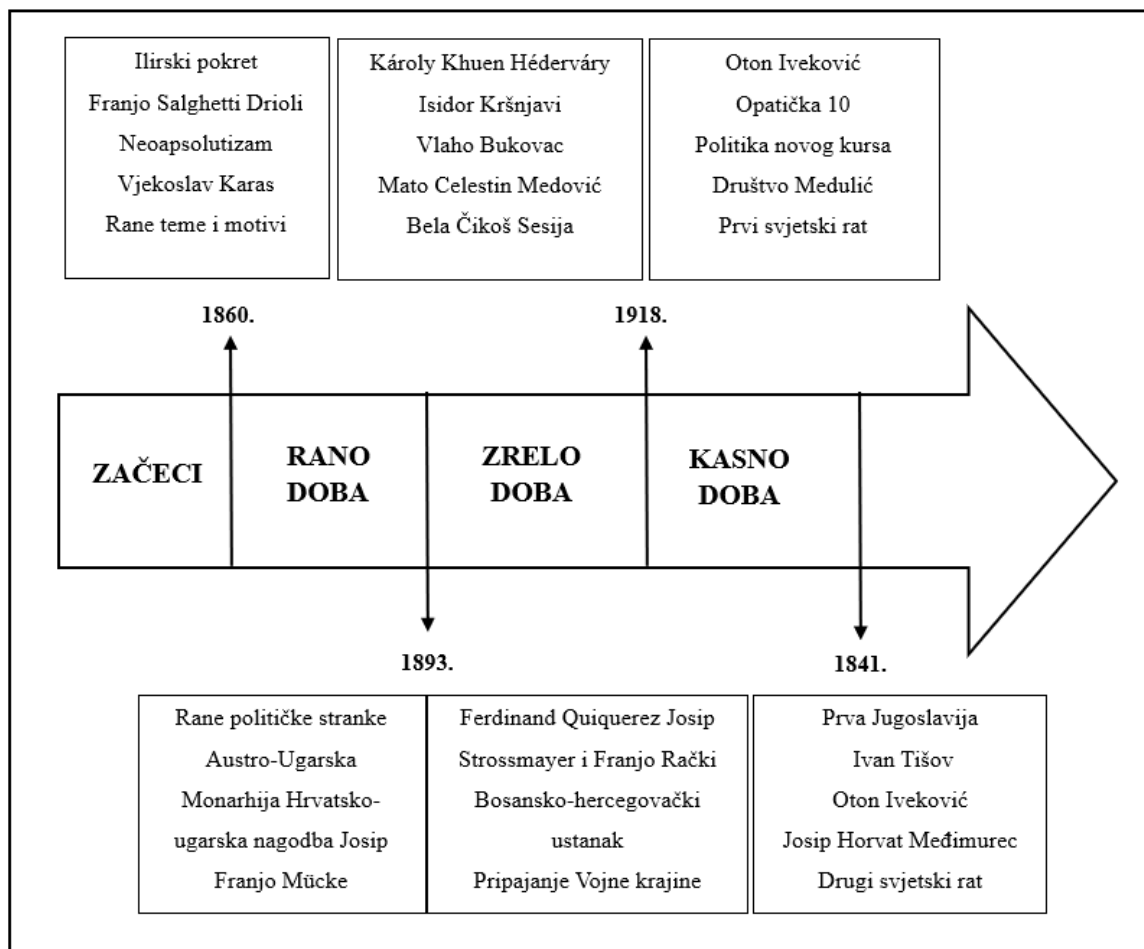 Ilirski pokret
Franjo Salghetti Drioli
Neoapsolutizam
Vjekoslav Karas
Rane teme i motivi
Károly Khuen Héderváry
Isidor Kršnjavi
Vlaho Bukovac
Mato Celestin Medović
Bela Čikoš Sesija
Oton Iveković
Opatička 10
Politika novog kursa
Društvo Medulić
Prvi svjetski rat
1860.
1918.
ZAČECI
RANO
DOBA
ZRELO
DOBA
KASNO
DOBA
1893.
1841.
Rane političke stranke
Austro-Ugarska
Monarhija Hrvatsko-
ugarska nagodba Josip
Franjo Mücke
Ferdinand Quiquerez Josip
Strossmayer i Franjo Rački
Bosansko-hercegovački
ustanak
Pripajanje Vojne krajine
Prva Jugoslavija
Ivan Tišov
Oton Iveković
Josip Horvat Međimurec
Drugi svjetski rat